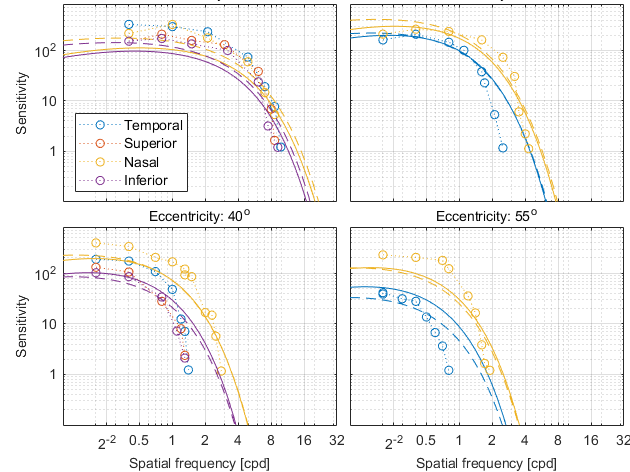 10²
10
1
Sensitivity
Temporal
Superior
Nasal
Inferior
Eccentricity: 40°
Eccentricity: 55°
10²
10
1
Sensitivity
2⁻² 0.5 1 2 4 8 16 32
2⁻² 0.5 1 2 4 8 16 32
Spatial frequency [cpd]
Spatial frequency [cpd]